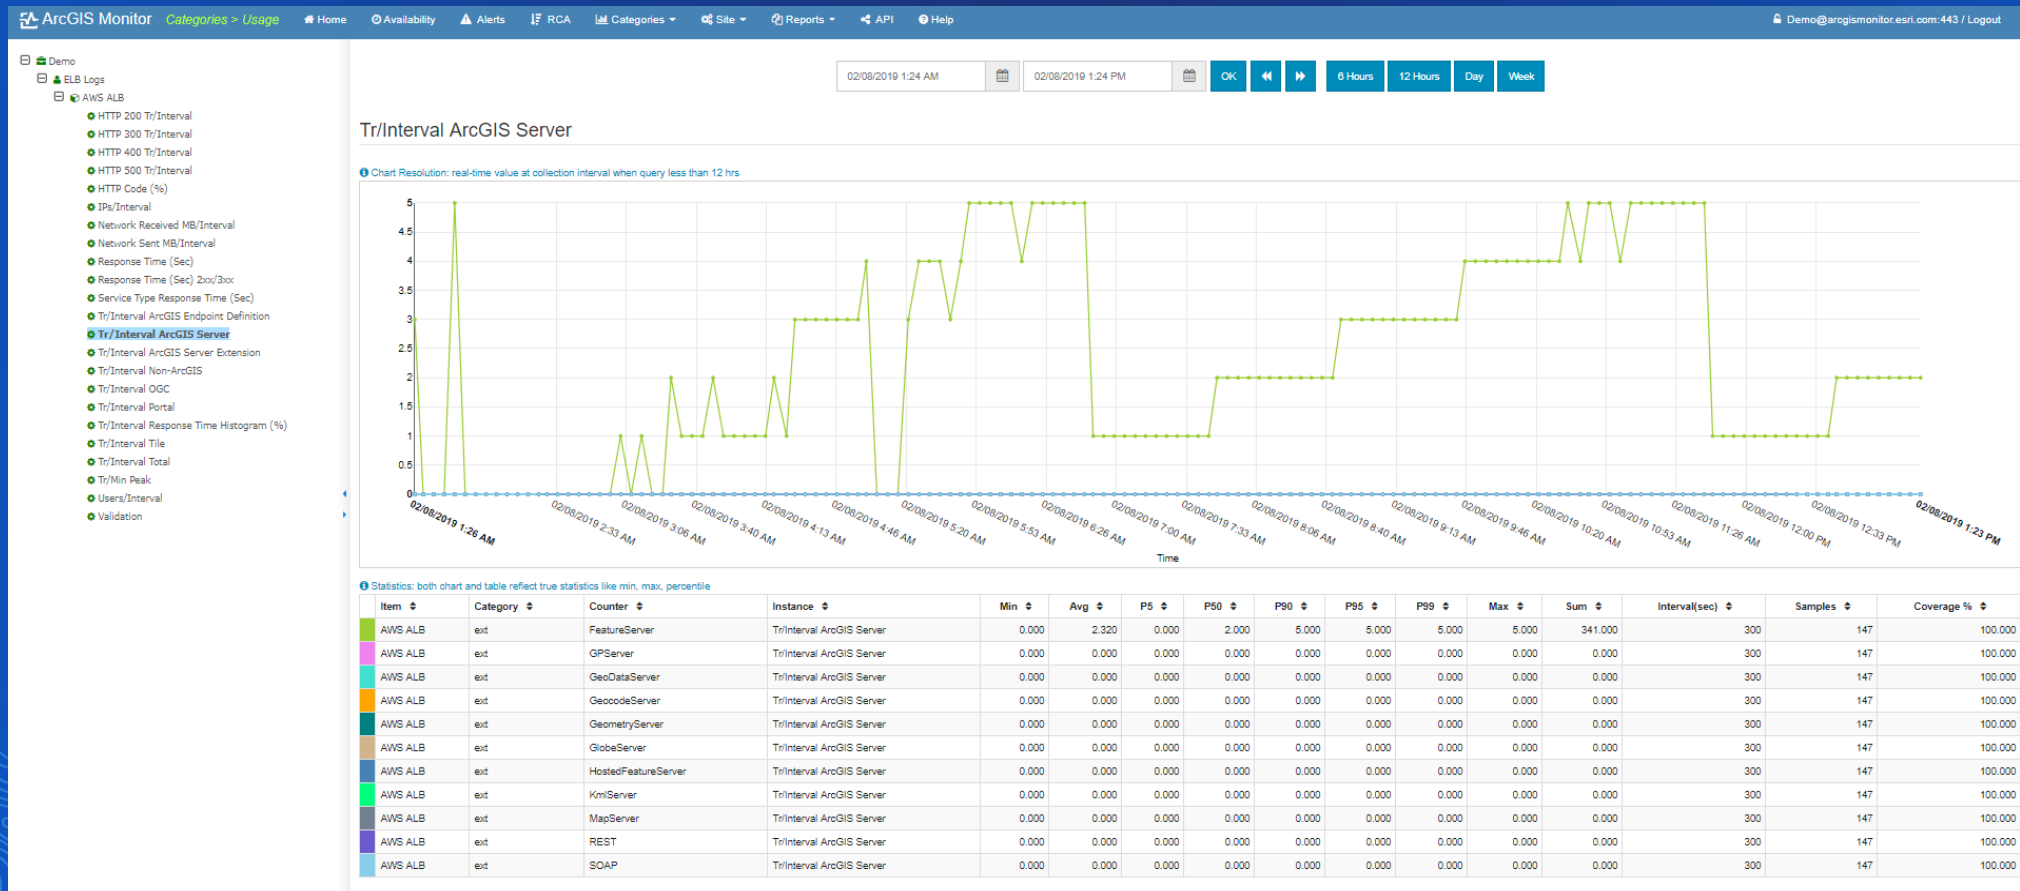 ArcGIS Monitor Categories > Usage Home Availability Alerts RCA Categories Site Reports API Help Demo@arcgismonitor.esri.com:443 / Logout
Demo
ELB Logs
AWS ALB
HTTP 200 Tr/Interval
HTTP 300 Tr/Interval
HTTP 400 Tr/Interval
HTTP 500 Tr/Interval
HTTP Code (%)
IPs/Interval
Network Received MB/Interval
Network Sent MB/Interval
Response Time (Sec)
Response Time (Sec) 2xx/3xx
Service Type Response Time (Sec)
Tr/Interval ArcGIS Endpoint Definition
Tr/Interval ArcGIS Server
Tr/Interval ArcGIS Server Extension
Tr/Interval Non-ArcGIS
Tr/Interval OGC
Tr/Interval Portal
Tr/Interval Response Time Histogram (%)
Tr/Interval Tile
Tr/Interval Total
Tr/Min Peak
Users/Interval
Validation
02/08/2019 1:24 AM 02/08/2019 1:24 PM OK 6 Hours 12 Hours Day Week
Tr/Interval ArcGIS Server
Chart Resolution: real-time value at collection interval when query less than 12 hrs
5
4.5
4
3.5
3
2.5
2
1.5
1
0.5
0
02/08/2019 1:26 AM
02/08/2019 2:33 AM
02/08/2019 3:06 AM
02/08/2019 3:40 AM
02/08/2019 4:13 AM
02/08/2019 4:46 AM
02/08/2019 5:20 AM
02/08/2019 5:53 AM
02/08/2019 6:26 AM
02/08/2019 7:00 AM
02/08/2019 7:33 AM
02/08/2019 8:06 AM
02/08/2019 8:40 AM
02/08/2019 9:13 AM
02/08/2019 9:46 AM
02/08/2019 10:20 AM
02/08/2019 10:53 AM
02/08/2019 11:26 AM
02/08/2019 12:00 PM
02/08/2019 12:33 PM
02/08/2019 1:23 PM
Time
Statistics: both chart and table reflect true statistics like min, max, percentile
Item Category Counter Instance Min Avg P5 P50 P90 P95 P99 Max Sum Interval(sec) Samples Coverage %
AWS ALB ext FeatureServer Tr/Interval ArcGIS Server 0.000 2.320 0.000 2.000 5.000 5.000 5.000 5.000 341.000 300 147 100.000
AWS ALB ext GPServer Tr/Interval ArcGIS Server 0.000 0.000 0.000 0.000 0.000 0.000 0.000 0.000 0.000 300 147 100.000
AWS ALB ext GeoDataServer Tr/Interval ArcGIS Server 0.000 0.000 0.000 0.000 0.000 0.000 0.000 0.000 0.000 300 147 100.000
AWS ALB ext GeocodeServer Tr/Interval ArcGIS Server 0.000 0.000 0.000 0.000 0.000 0.000 0.000 0.000 0.000 300 147 100.000
AWS ALB ext GeometryServer Tr/Interval ArcGIS Server 0.000 0.000 0.000 0.000 0.000 0.000 0.000 0.000 0.000 300 147 100.000
AWS ALB ext GlobeServer Tr/Interval ArcGIS Server 0.000 0.000 0.000 0.000 0.000 0.000 0.000 0.000 0.000 300 147 100.000
AWS ALB ext HostedFeatureServer Tr/Interval ArcGIS Server 0.000 0.000 0.000 0.000 0.000 0.000 0.000 0.000 0.000 300 147 100.000
AWS ALB ext KmlServer Tr/Interval ArcGIS Server 0.000 0.000 0.000 0.000 0.000 0.000 0.000 0.000 0.000 300 147 100.000
AWS ALB ext MapServer Tr/Interval ArcGIS Server 0.000 0.000 0.000 0.000 0.000 0.000 0.000 0.000 0.000 300 147 100.000
AWS ALB ext REST Tr/Interval ArcGIS Server 0.000 0.000 0.000 0.000 0.000 0.000 0.000 0.000 0.000 300 147 100.000
AWS ALB ext SOAP Tr/Interval ArcGIS Server 0.000 0.000 0.000 0.000 0.000 0.000 0.000 0.000 0.000 300 147 100.000